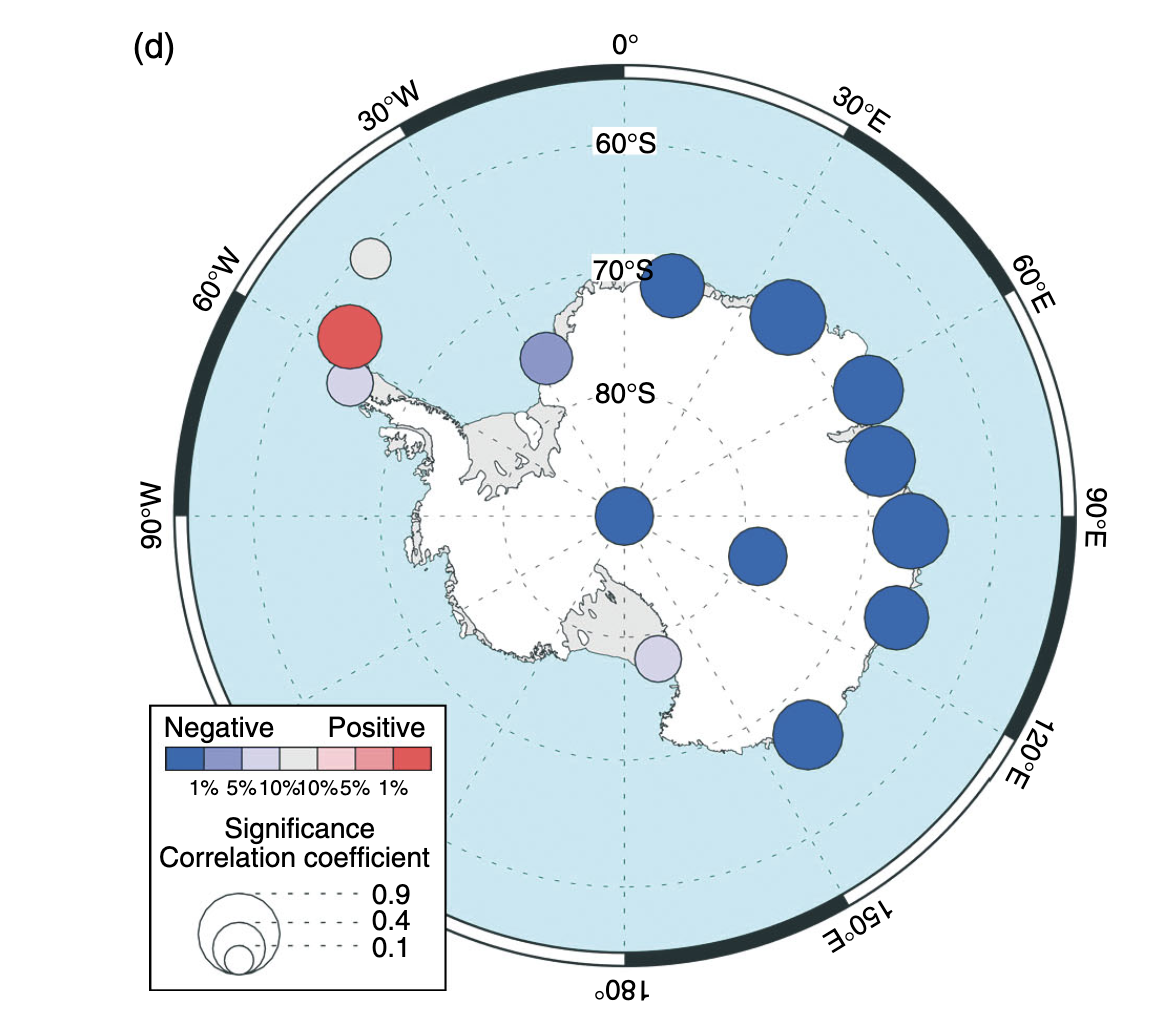 (d)
0°
30°W
30°E
60°S
60°W
60°E
70°S
80°S
90°W
90°E
Negative Positive
1% 5% 10% 10% 5% 1%
Significance
Correlation coefficient
0.9
0.4
0.1
120°E
150°E
180°